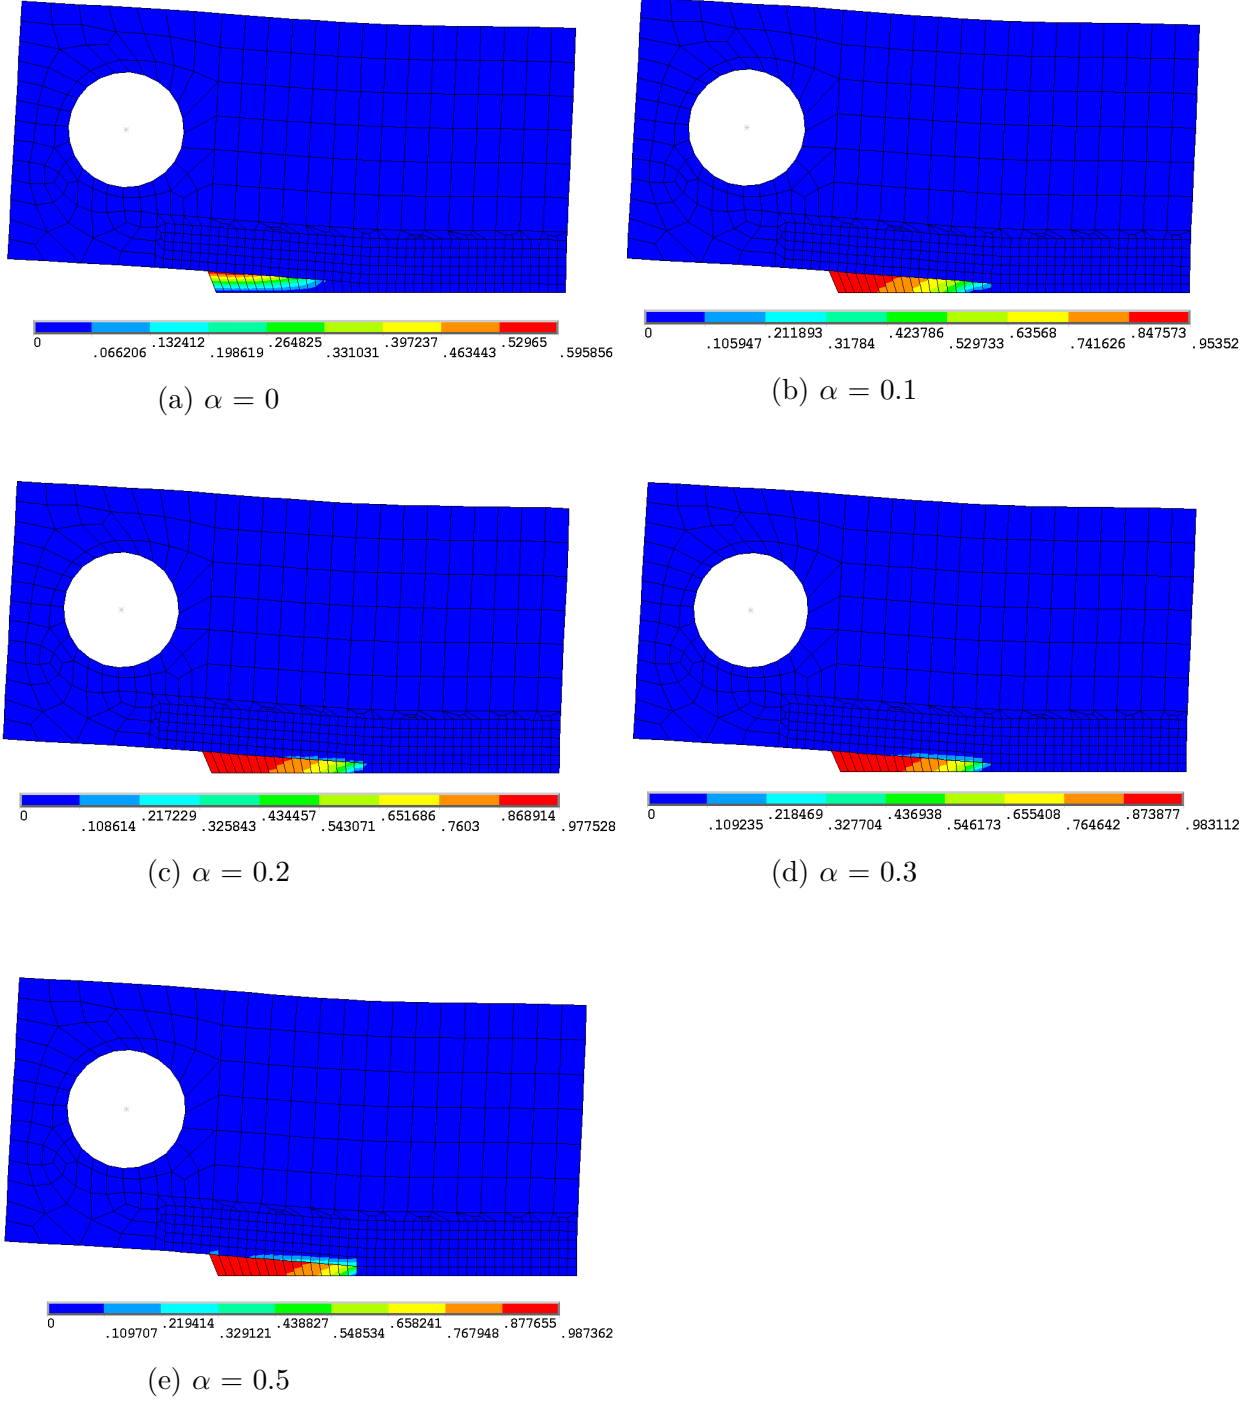 0 .132412 .264825 .397237 .52965
.066206 .198619 .331031 .463443 .595856
(a) α = 0
0 .211893 .423786 .63568 .847573
.105947 .31784 .529733 .741626 .95352
(b) α = 0.1
0 .217229 .434457 .651686 .868914
.108614 .325843 .543071 .7603 .977528
(c) α = 0.2
0 .218469 .436938 .655408 .873877
.109235 .327704 .546173 .764642 .983112
(d) α = 0.3
0 .219414 .438827 .658241 .877655
.109707 .329121 .548534 .767948 .987362
(e) α = 0.5